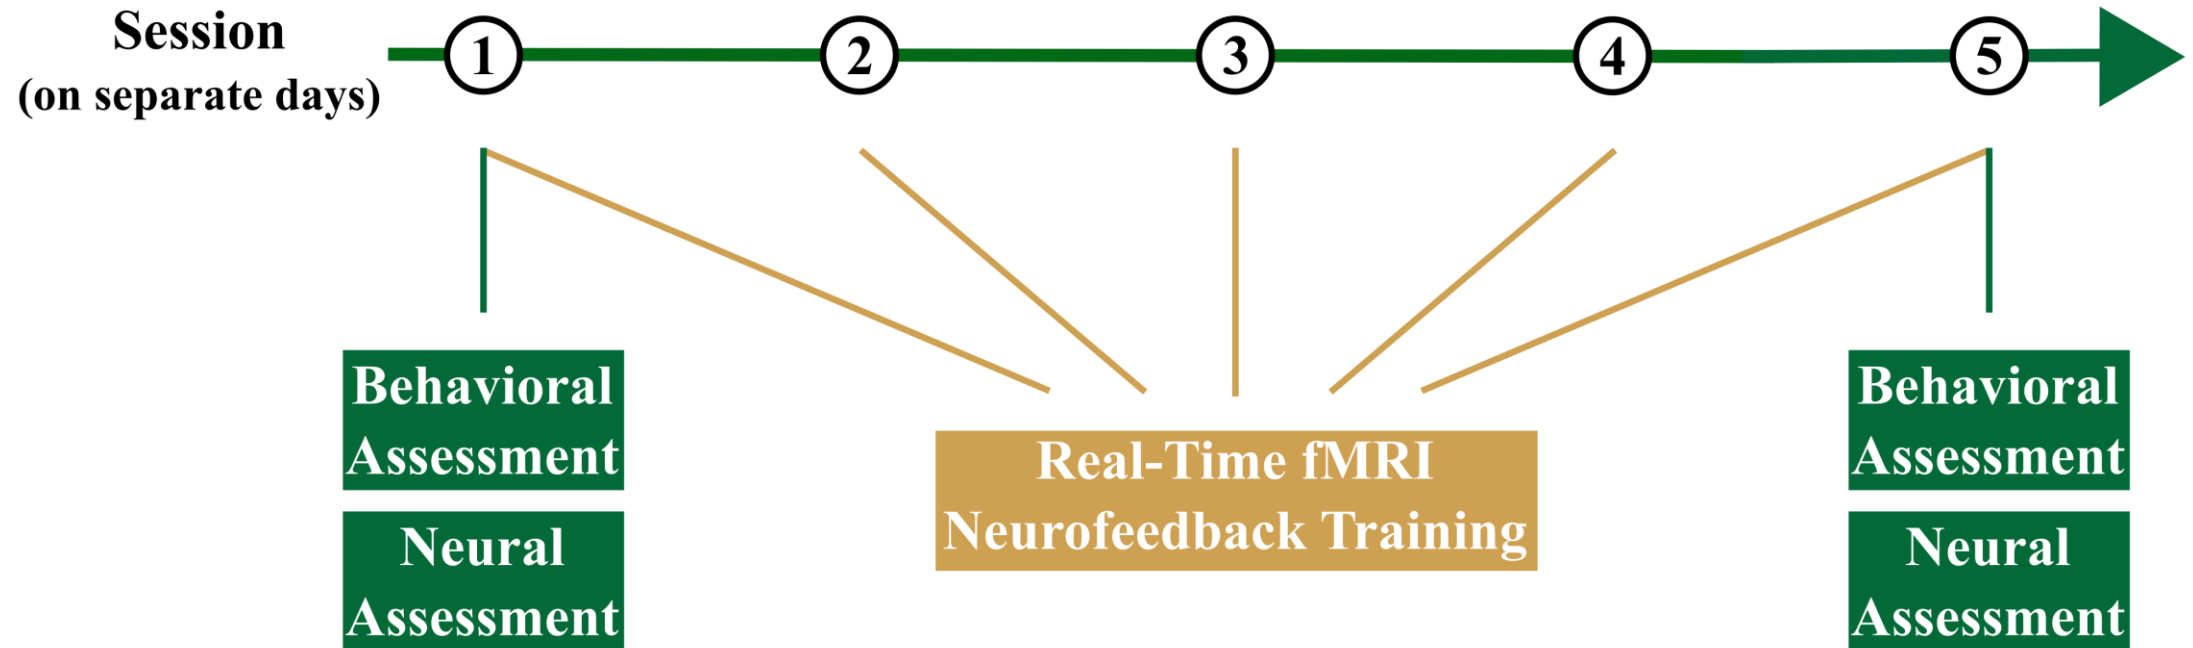 Session
(on separate days)
1 2 3 4 5
Behavioral
Assessment
Neural
Assessment
Real-Time fMRI
Neurofeedback Training
Behavioral
Assessment
Neural
Assessment